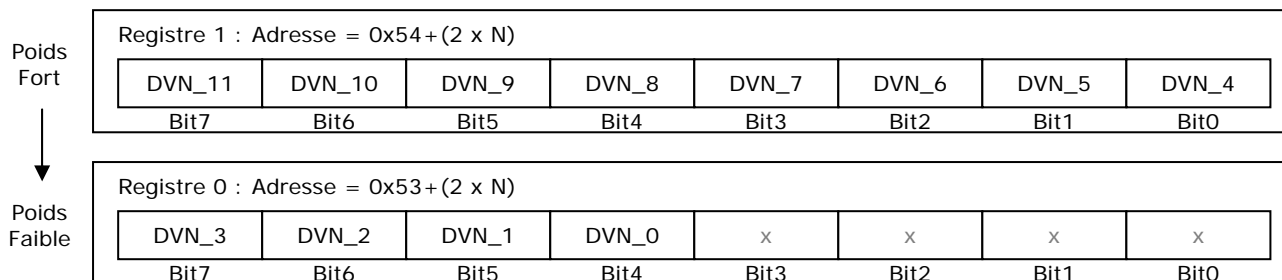 Poids
Fort
Registre 1 : Adresse = 0x54+(2 x N)
DVN_11 DVN_10 DVN_9 DVN_8 DVN_7 DVN_6 DVN_5 DVN_4
Bit7 Bit6 Bit5 Bit4 Bit3 Bit2 Bit1 Bit0
Poids
Faible
Registre 0 : Adresse = 0x53+(2 x N)
DVN_3 DVN_2 DVN_1 DVN_0 x x x x
Bit7 Bit6 Bit5 Bit4 Bit3 Bit2 Bit1 Bit0